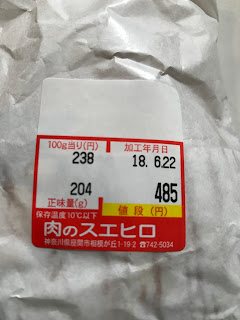 100g当り(円) 加工年月日
238 18.6.22
204 485
正味量(g) 値段(円)
保存温度10℃以下
肉のスエヒロ
神奈川県座間市相模が丘1-19-2 ☎742-5034